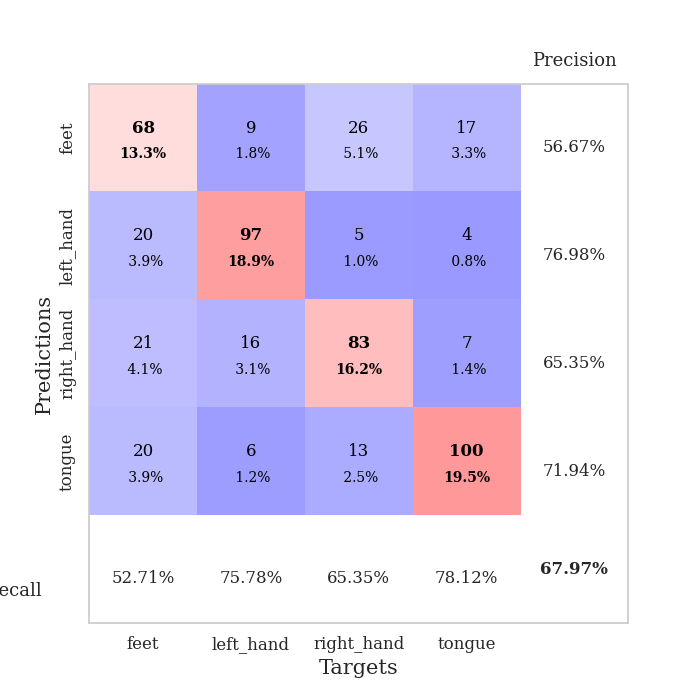 Precision
feet
68 9 26 17
56.67%
13.3% 1.8% 5.1% 3.3%
left_hand
20 97 5 4
76.98%
3.9% 18.9% 1.0% 0.8%
Predictions
right_hand
21 16 83 7
65.35%
4.1% 3.1% 16.2% 1.4%
tongue
20 6 13 100
71.94%
3.9% 1.2% 2.5% 19.5%
ecall
52.71% 75.78% 65.35% 78.12%
67.97%
feet left_hand right_hand tongue
Targets